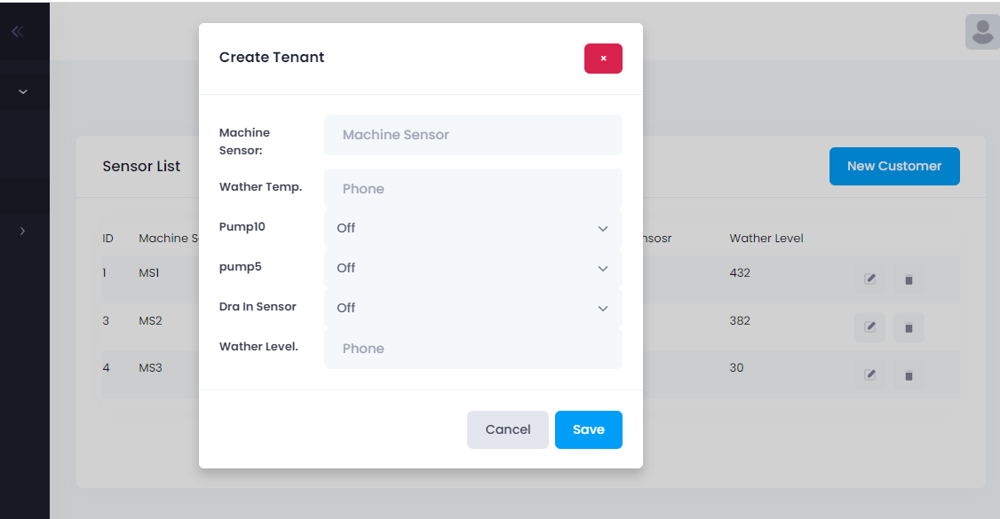 Create Tenant
×
Machine
Sensor:
Machine Sensor
Wather Temp.
Phone
Pump10
Off
pump5
Off
Dra In Sensor
Off
Wather Level.
Phone
Cancel
Save
Sensor List
New Customer
ID Machine Wather Level
1 MS1 432
3 MS2 382
4 MS3 30